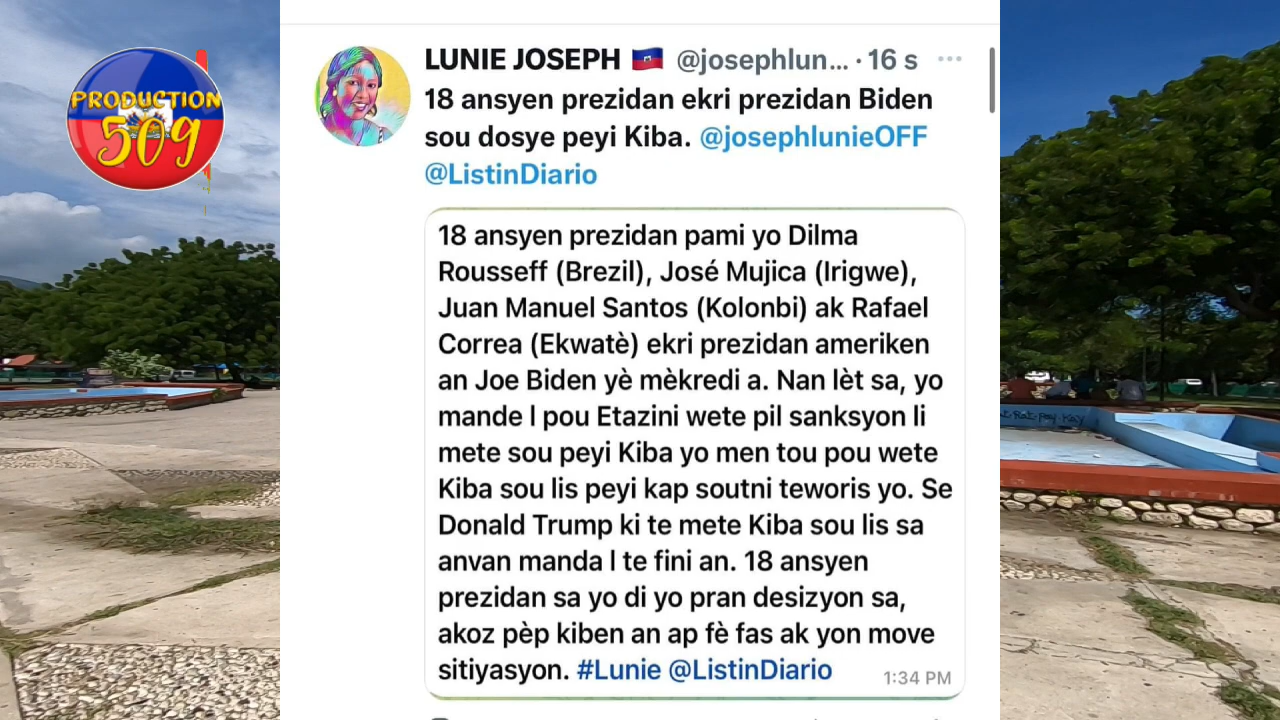 PRODUCTION
509
LUNIE JOSEPH 🇭🇹 @josephlun... · 16 s
18 ansyen prezidan ekri prezidan Biden
sou dosye peyi Kiba. @josephlunieOFF
@ListinDiario
18 ansyen prezidan pami yo Dilma
Rousseff (Brezil), José Mujica (Irigwe),
Juan Manuel Santos (Kolonbi) ak Rafael
Correa (Ekwatè) ekri prezidan ameriken
an Joe Biden yè mèkredi a. Nan lèt sa, yo
mande l pou Etazini wete pil sanksyon li
mete sou peyi Kiba yo men tou pou wete
Kiba sou lis peyi kap soutni teworis yo. Se
Donald Trump ki te mete Kiba sou lis sa
anvan manda l te fini an. 18 ansyen
prezidan sa yo di yo pran desizyon sa,
akoz pèp kiben an ap fè fas ak yon move
sitiyasyon. #Lunie @ListinDiario
1:34 PM